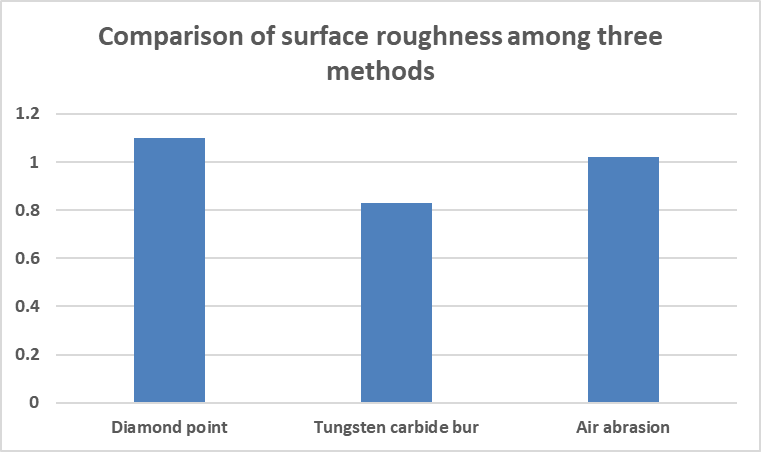 Comparison of surface roughness among three
methods
1.2
1
0.8
0.6
0.4
0.2
0
Diamond point
Tungsten carbide bur
Air abrasion